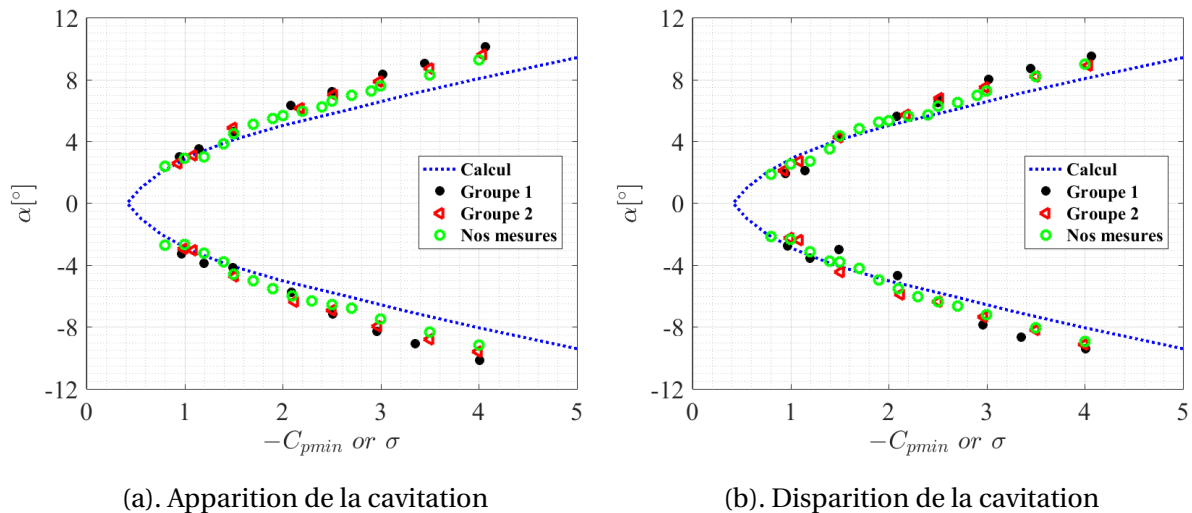 12
8
4
0
-4
-8
-12
α[°]
0 1 2 3 4 5
−Cpmin or σ
Calcul
Groupe 1
Groupe 2
Nos mesures
(a). Apparition de la cavitation
12
8
4
0
-4
-8
-12
α[°]
0 1 2 3 4 5
−Cpmin or σ
Calcul
Groupe 1
Groupe 2
Nos mesures
(b). Disparition de la cavitation